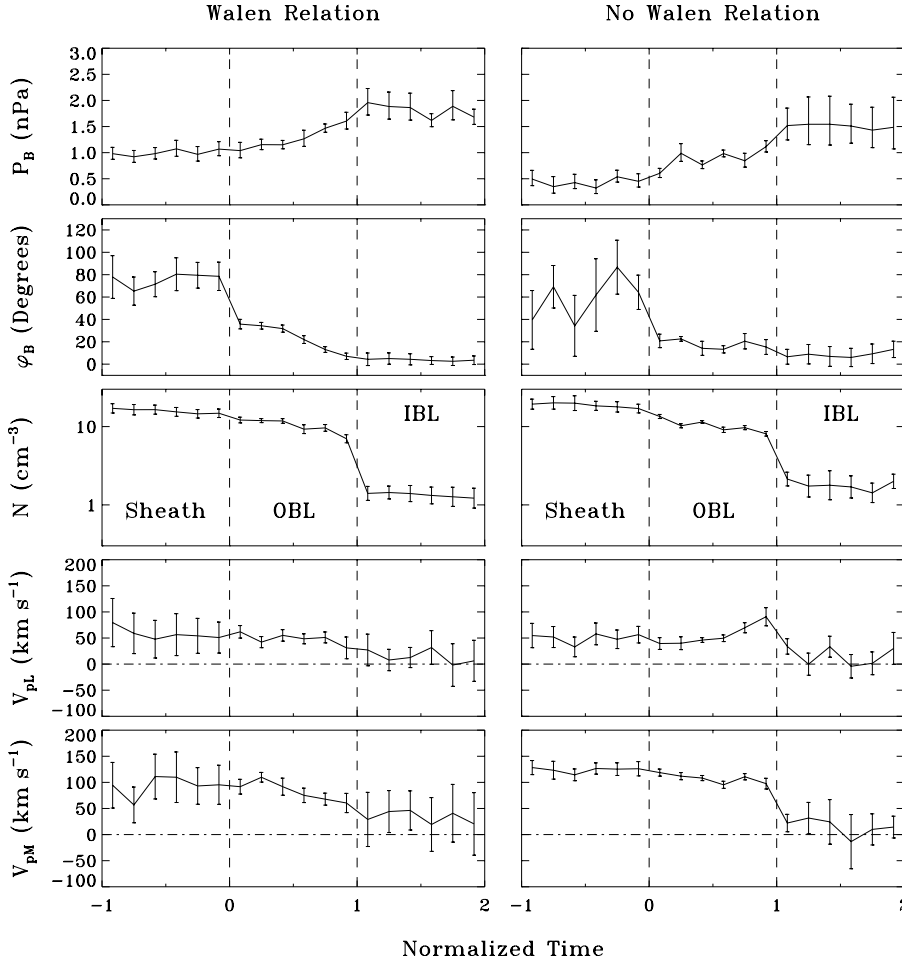 Walen Relation
No Walen Relation
P_B (nPa)
3.0
2.5
2.0
1.5
1.0
0.5
0.0
φ_B (Degrees)
120
100
80
60
40
20
0
N (cm⁻³)
10
1
Sheath
OBL
IBL
Sheath
OBL
IBL
V_pL (km s⁻¹)
200
150
100
50
0
−50
−100
V_pM (km s⁻¹)
200
150
100
50
0
−50
−100
−1 0 1 2
−1 0 1 2
Normalized Time